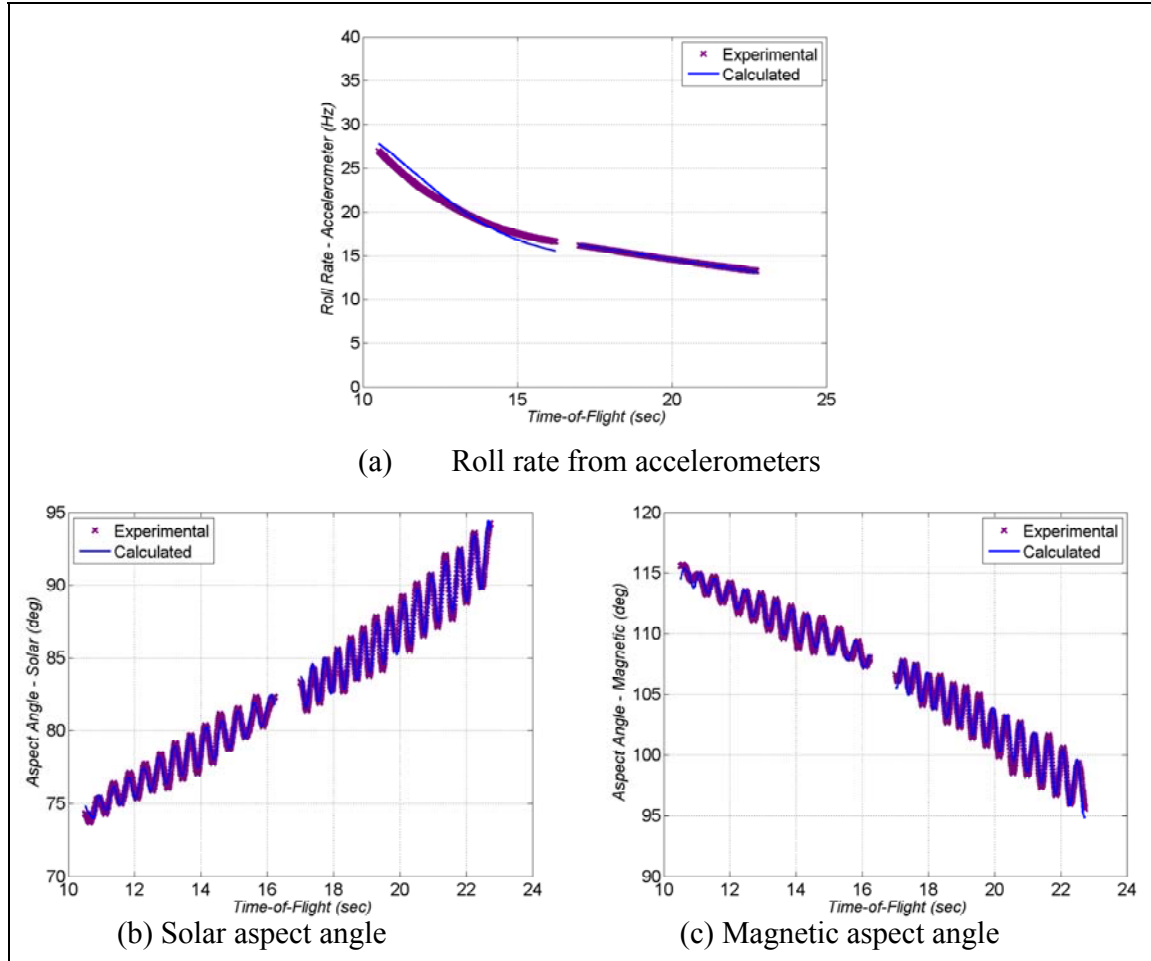 40
35
30
25
20
15
10
5
0
Roll Rate - Accelerometer (Hz)
Experimental
Calculated
10 15 20 25
Time-of-Flight (sec)
(a) Roll rate from accelerometers
95
90
85
80
75
70
Aspect Angle - Solar (deg)
Experimental
Calculated
10 12 14 16 18 20 22 24
Time-of-Flight (sec)
(b) Solar aspect angle
120
115
110
105
100
95
90
Aspect Angle - Magnetic (deg)
Experimental
Calculated
10 12 14 16 18 20 22 24
Time-of-Flight (sec)
(c) Magnetic aspect angle